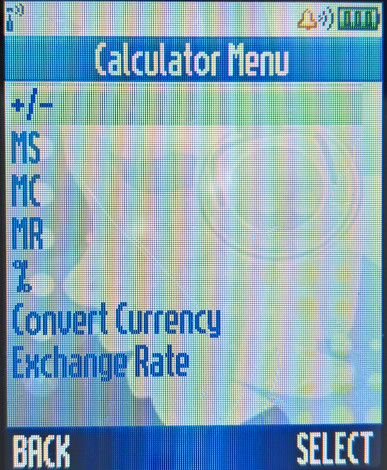 Calculator Menu
+/-
MS
MC
MR
%
Convert Currency
Exchange Rate
BACK SELECT